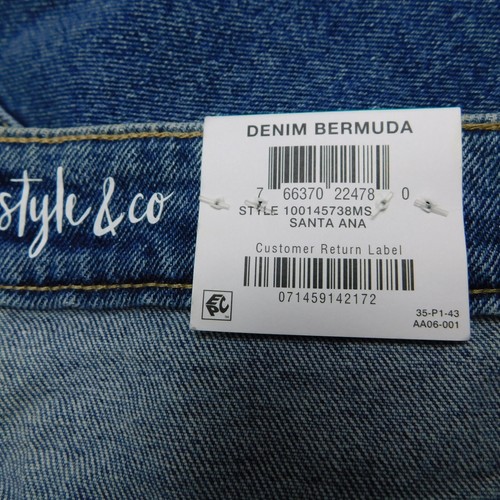 style & co
DENIM BERMUDA
7 66370 22478 0
STYLE 100145738MS
SANTA ANA
Customer Return Label
071459142172
EPC
35-P1-43
AA06-001